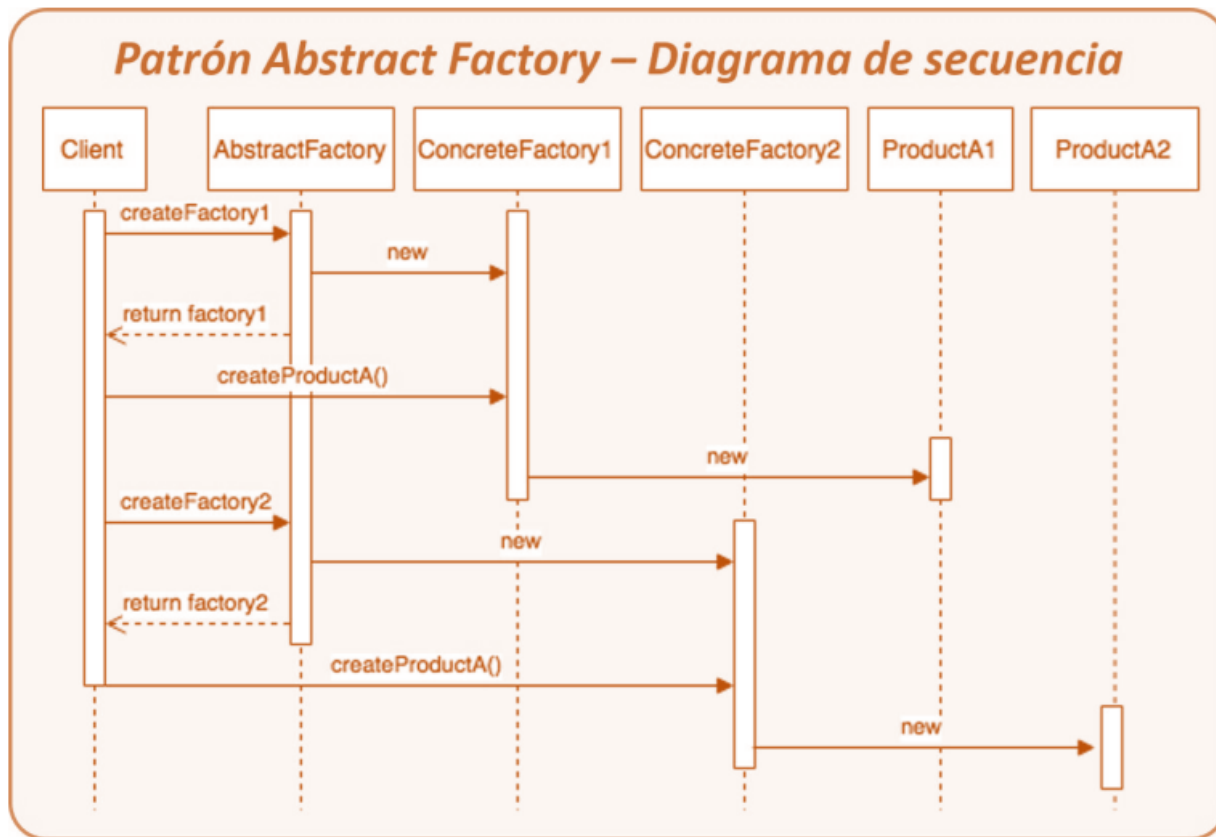 Patrón Abstract Factory – Diagrama de secuencia
Client
AbstractFactory
ConcreteFactory1
ConcreteFactory2
ProductA1
ProductA2
createFactory1
new
return factory1
createProductA()
new
createFactory2
new
return factory2
createProductA()
new